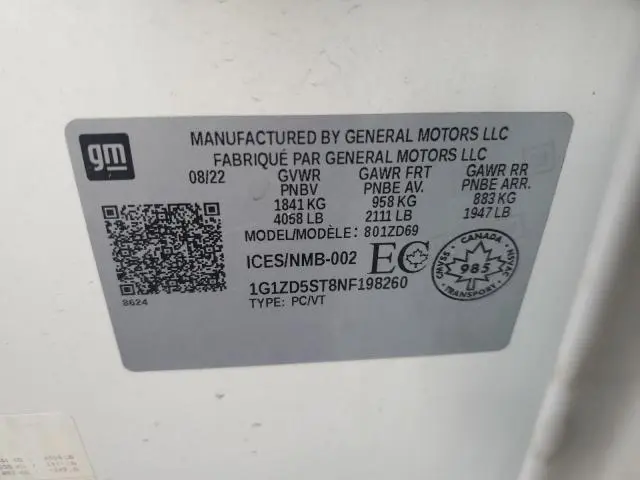 gm
MANUFACTURED BY GENERAL MOTORS LLC
FABRIQUÉ PAR GENERAL MOTORS LLC
08/22 GVWR GAWR FRT GAWR RR
PNBV PNBE AV. PNBE ARR.
1841 KG 958 KG 883 KG
4058 LB 2111 LB 1947 LB
MODEL/MODÈLE: 801ZD69
ICES/NMB-002 EC
CANADA
CMVSS 985 NSVAC
TRANSPORT
8624
1G1ZD5ST8NF198260
TYPE: PC/VT